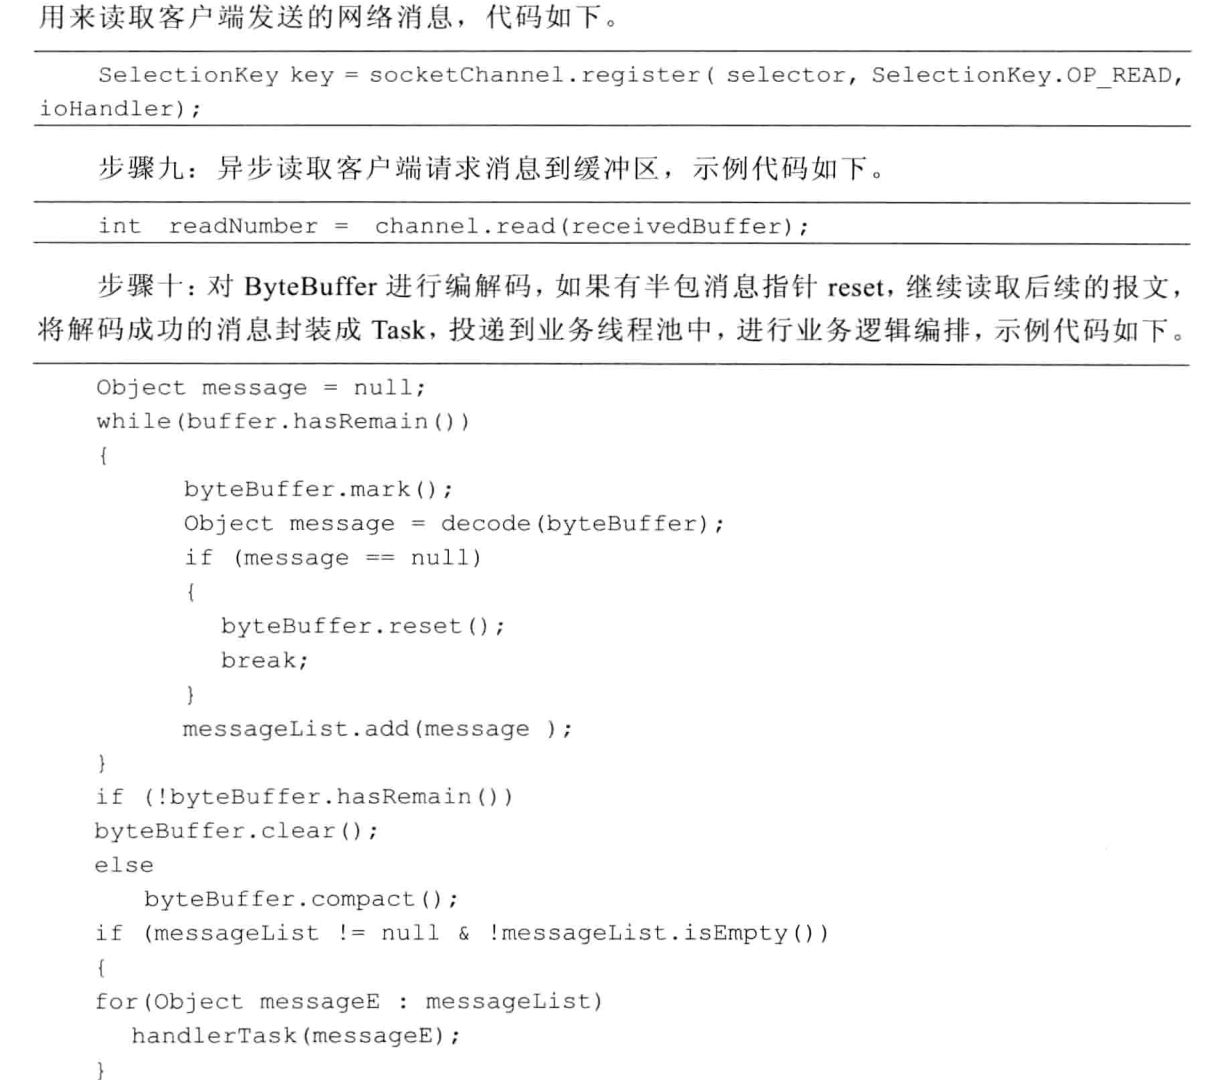 用来读取客户端发送的网络消息，代码如下。
SelectionKey key = socketChannel.register( selector, SelectionKey.OP_READ,
ioHandler);
步骤九：异步读取客户端请求消息到缓冲区，示例代码如下。
int  readNumber =  channel.read(receivedBuffer);
步骤十：对 ByteBuffer 进行编解码，如果有半包消息指针 reset，继续读取后续的报文，
将解码成功的消息封装成 Task，投递到业务线程池中，进行业务逻辑编排，示例代码如下。
Object message = null;
while(buffer.hasRemain())
{
byteBuffer.mark();
Object message = decode(byteBuffer);
if (message == null)
{
byteBuffer.reset();
break;
}
messageList.add(message );
}
if (!byteBuffer.hasRemain())
byteBuffer.clear();
else
byteBuffer.compact();
if (messageList != null & !messageList.isEmpty())
{
for(Object messageE : messageList)
handlerTask(messageE);
}